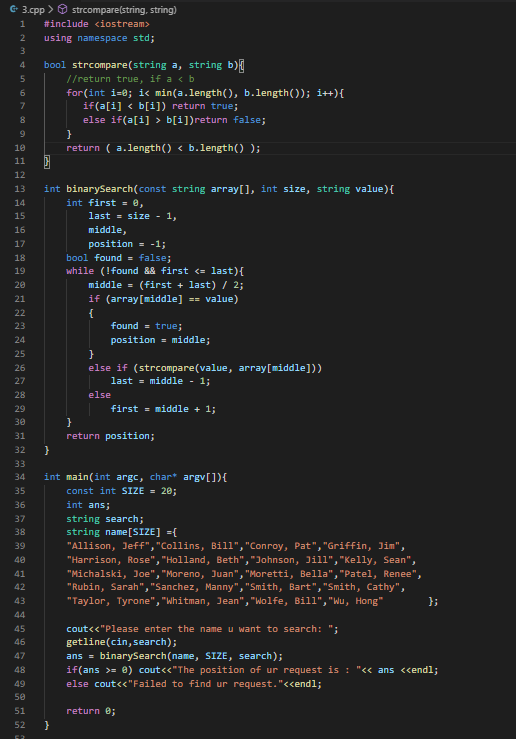 3.cpp > strcompare(string, string)
1 #include <iostream>
2 using namespace std;
3
4 bool strcompare(string a, string b){
5     //return true, if a < b
6     for(int i=0; i< min(a.length(), b.length()); i++){
7        if(a[i] < b[i]) return true;
8        else if(a[i] > b[i])return false;
9     }
10     return ( a.length() < b.length() );
11 }
12
13 int binarySearch(const string array[], int size, string value){
14     int first = 0,
15         last = size - 1,
16         middle,
17         position = -1;
18     bool found = false;
19     while (!found && first <= last){
20         middle = (first + last) / 2;
21         if (array[middle] == value)
22         {
23             found = true;
24             position = middle;
25         }
26         else if (strcompare(value, array[middle]))
27             last = middle - 1;
28         else
29             first = middle + 1;
30     }
31     return position;
32 }
33
34 int main(int argc, char* argv[]){
35     const int SIZE = 20;
36     int ans;
37     string search;
38     string name[SIZE] ={
39     "Allison, Jeff","Collins, Bill","Conroy, Pat","Griffin, Jim",
40     "Harrison, Rose","Holland, Beth","Johnson, Jill","Kelly, Sean",
41     "Michalski, Joe","Moreno, Juan","Moretti, Bella","Patel, Renee",
42     "Rubin, Sarah","Sanchez, Manny","Smith, Bart","Smith, Cathy",
43     "Taylor, Tyrone","Whitman, Jean","Wolfe, Bill","Wu, Hong"        };
44
45     cout<<"Please enter the name u want to search: ";
46     getline(cin,search);
47     ans = binarySearch(name, SIZE, search);
48     if(ans >= 0) cout<<"The position of ur request is : "<< ans <<endl;
49     else cout<<"Failed to find ur request."<<endl;
50
51     return 0;
52 }
53